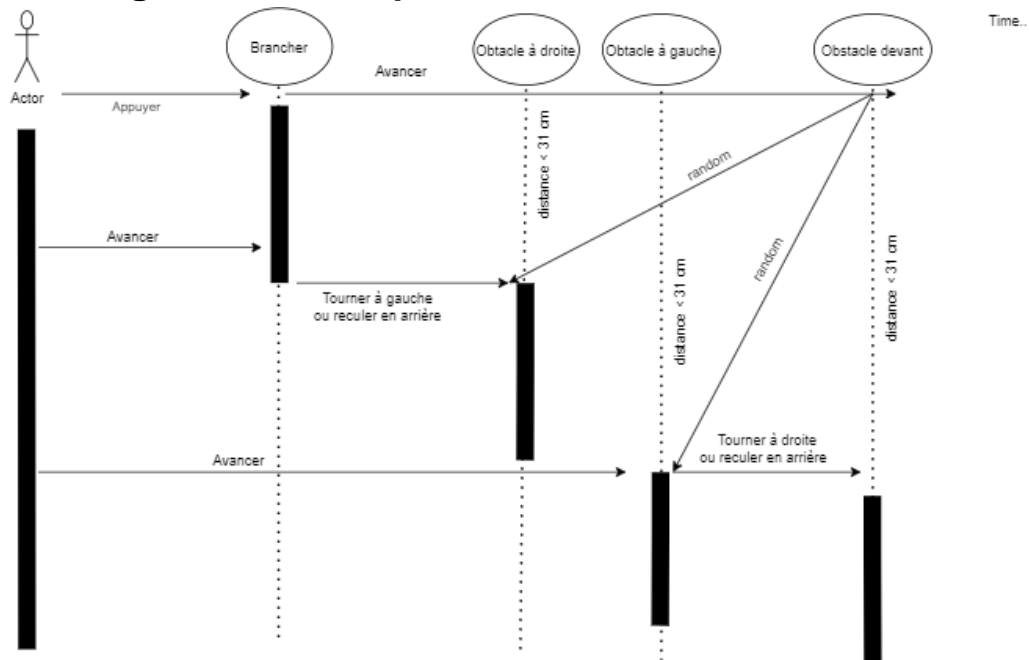 Time..
Brancher
Obtacle à droite
Obtacle à gauche
Obstacle devant
Avancer
Actor
Appuyer
distance < 31 cm
random
Avancer
random
distance < 31 cm
distance < 31 cm
Tourner à gauche
ou reculer en arrière
Tourner à droite
ou reculer en arrière
Avancer